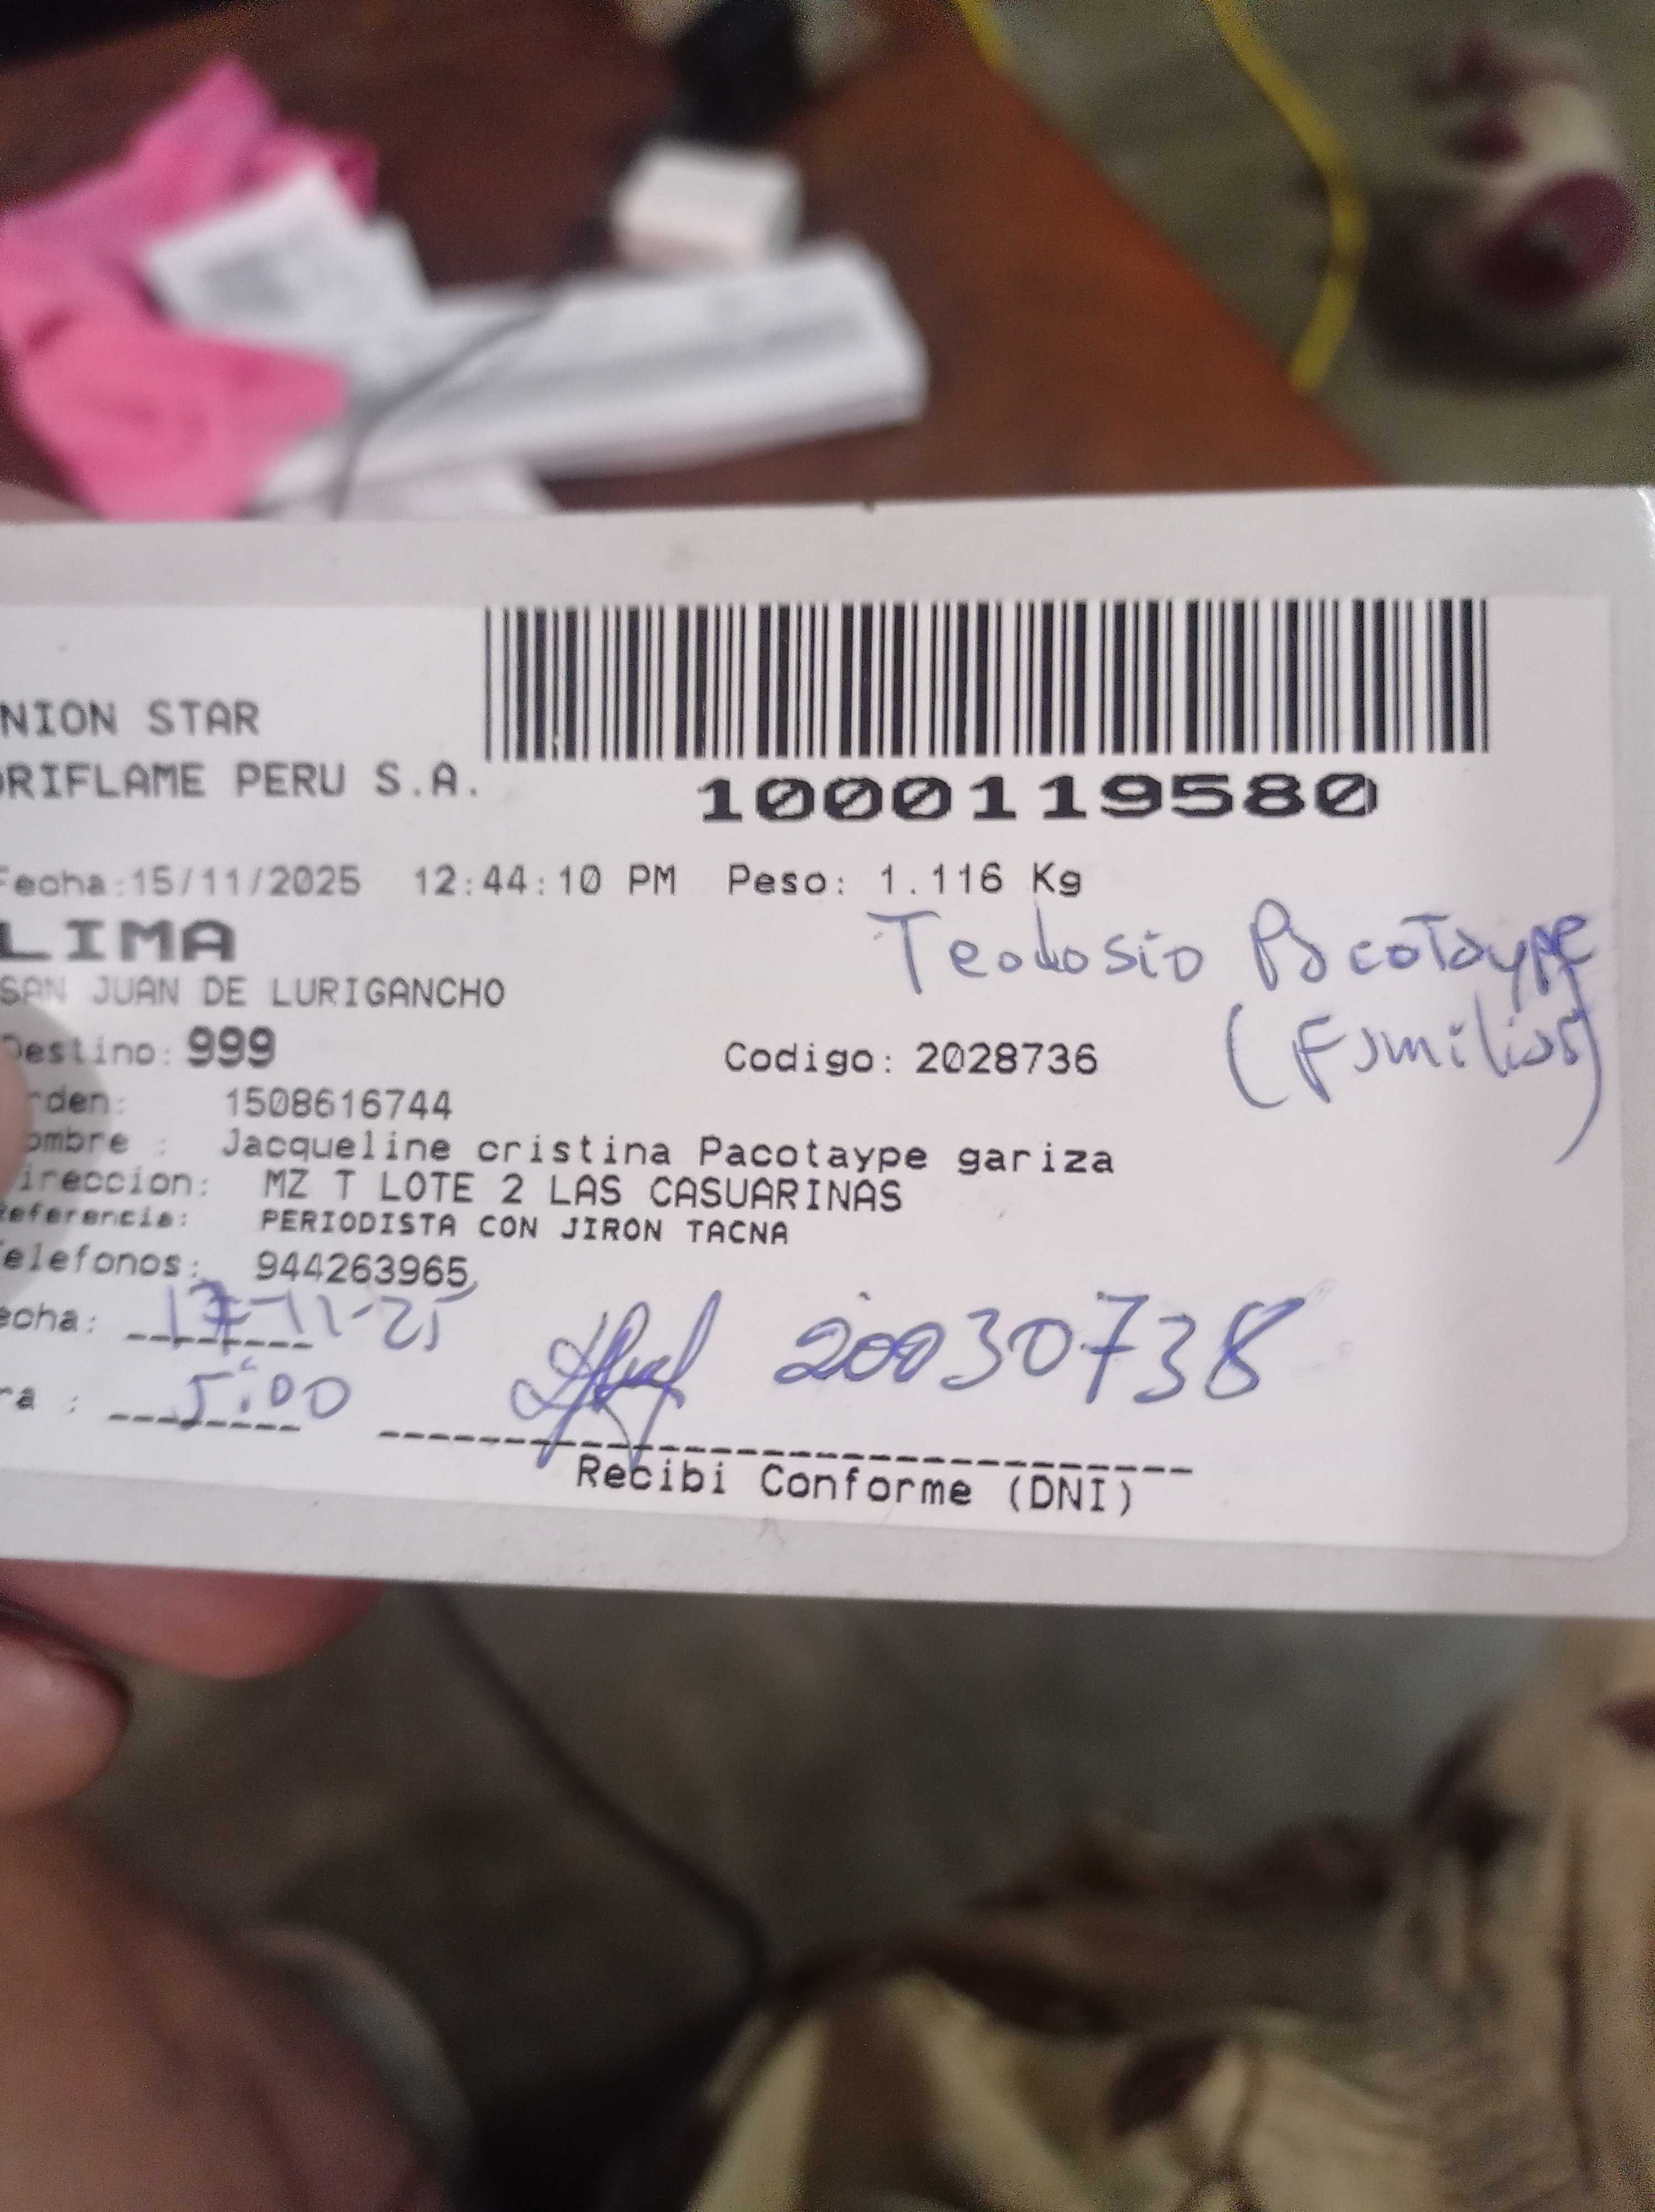 NION STAR
ORIFLAME PERU S.A.
1000119580
Fecha:15/11/2025 12:44:10 PM Peso: 1.116 Kg
LIMA
Teodosio Pacotaype
SAN JUAN DE LURIGANCHO
(Familiar)
Destino: 999 Codigo: 2028736
rden: 1508616744
ombre : Jacqueline cristina Pacotaype gariza
ireccion: MZ T LOTE 2 LAS CASUARINAS
Referencia: PERIODISTA CON JIRON TACNA
Telefonos: 944263965,
echa: 17-11-25
20030738
ra : 5:00
Recibi Conforme (DNI)